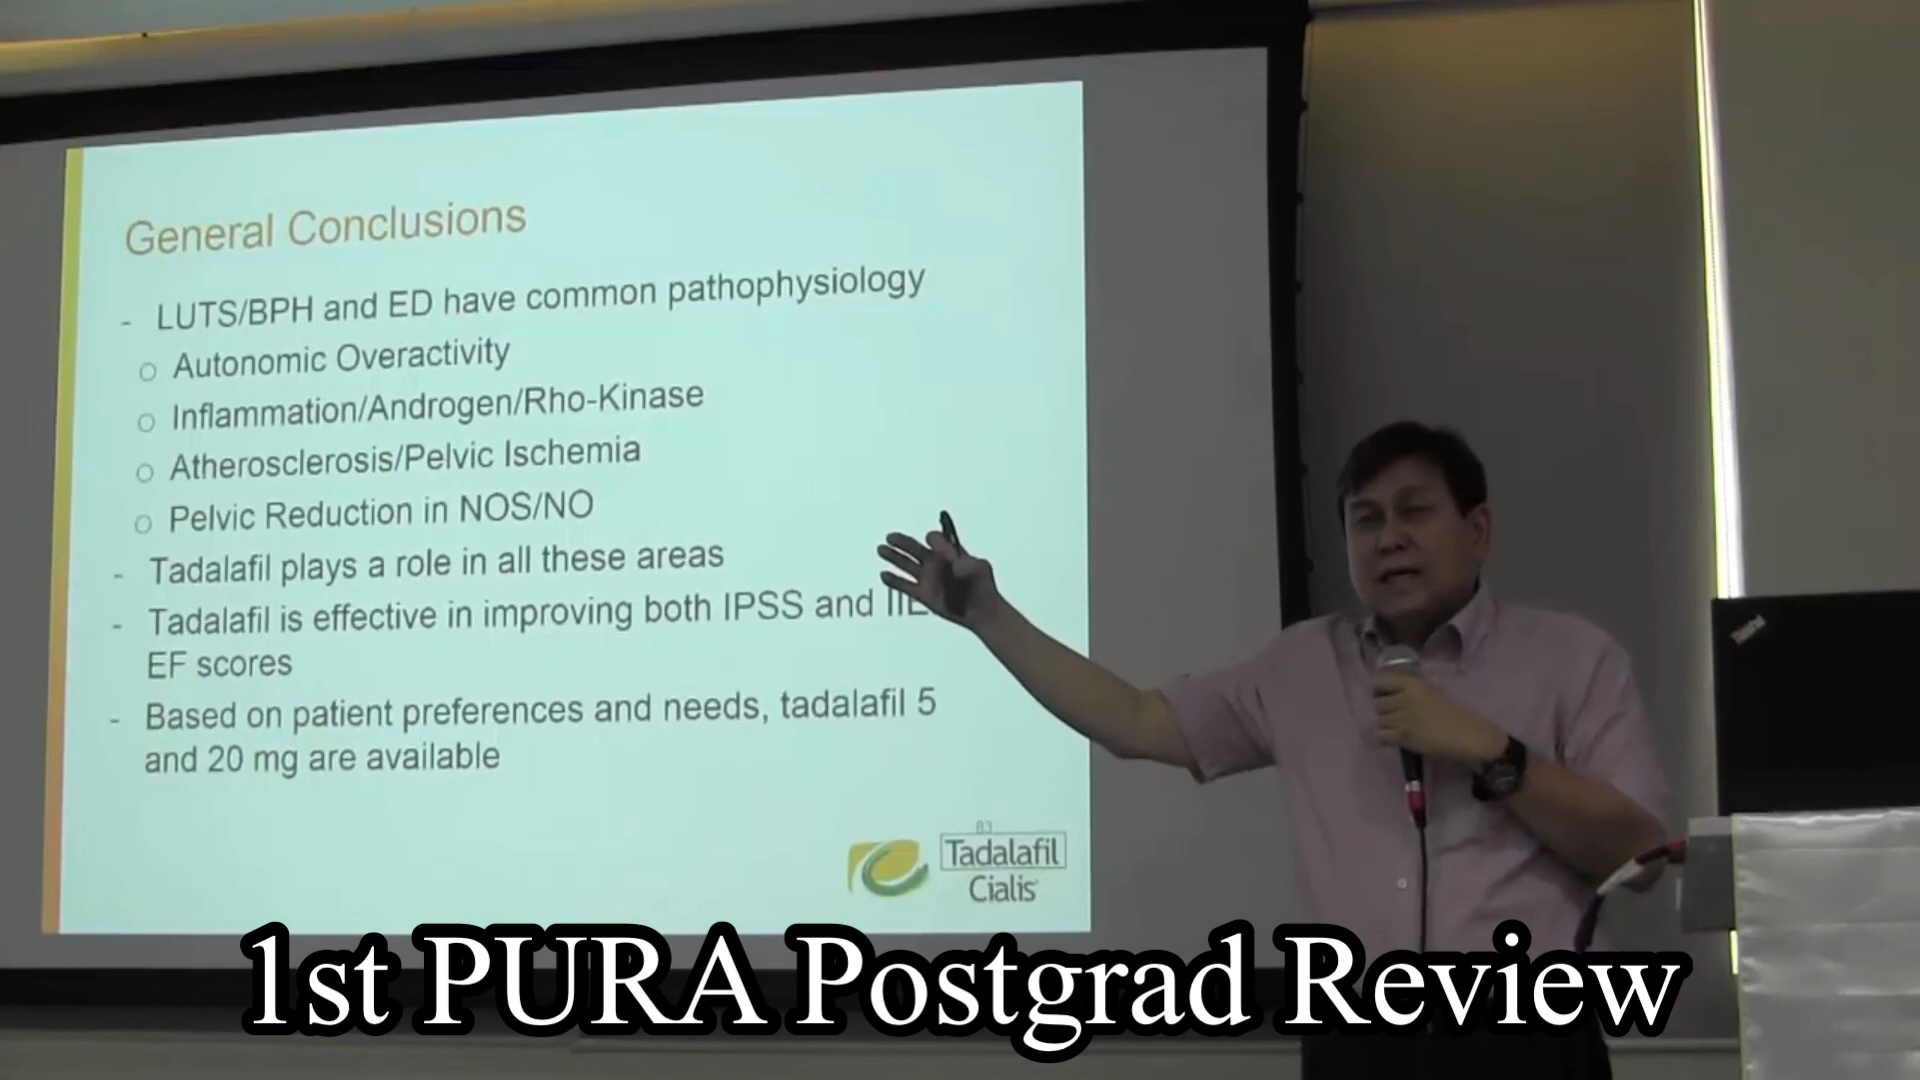 General Conclusions
- LUTS/BPH and ED have common pathophysiology
o Autonomic Overactivity
o Inflammation/Androgen/Rho-Kinase
o Atherosclerosis/Pelvic Ischemia
o Pelvic Reduction in NOS/NO
- Tadalafil plays a role in all these areas
- Tadalafil is effective in improving both IPSS and
EF scores
- Based on patient preferences and needs, tadalafil 5
and 20 mg are available
83
Tadalafil
Cialis
ThinkPad
1st PURA Postgrad Review